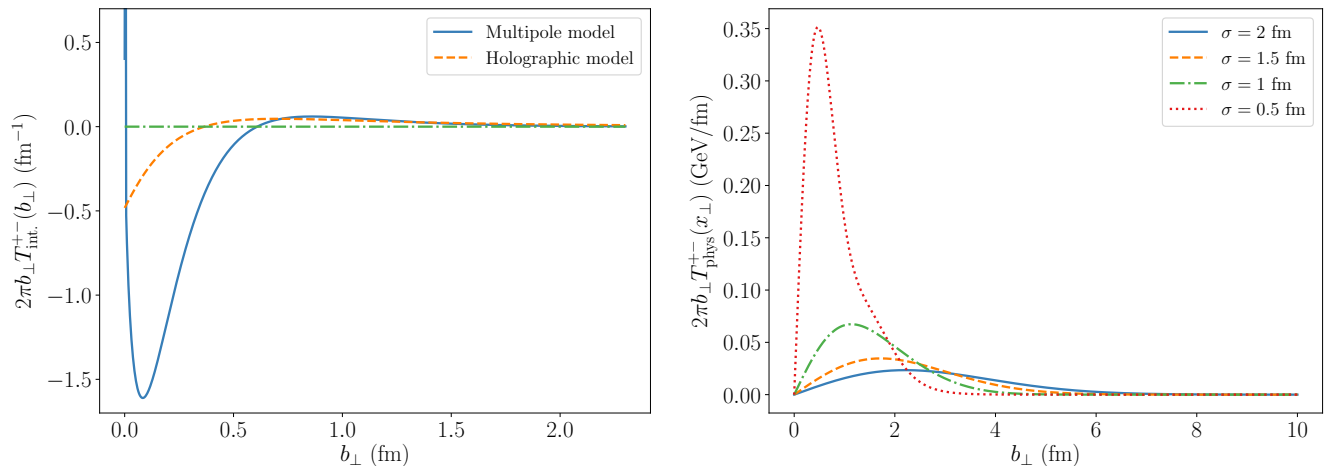 0.5
0.0
−0.5
−1.0
−1.5
2πb⊥T⁺⁻int.(b⊥) (fm⁻¹)
Multipole model
Holographic model
0.0 0.5 1.0 1.5 2.0
b⊥ (fm)
0.35
0.30
0.25
0.20
0.15
0.10
0.05
0.00
2πb⊥T⁺⁻phys(x⊥) (GeV/fm)
σ = 2 fm
σ = 1.5 fm
σ = 1 fm
σ = 0.5 fm
0 2 4 6 8 10
b⊥ (fm)